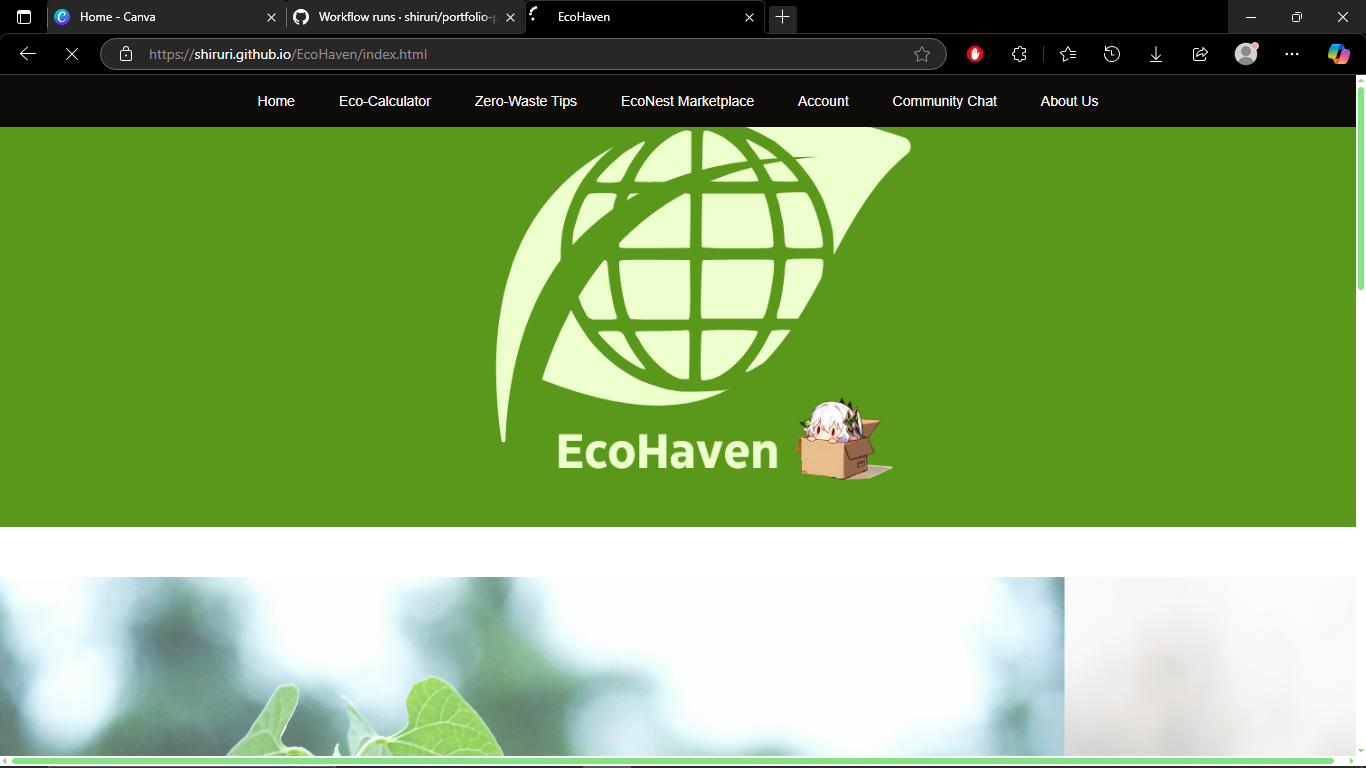 Home - Canva
Workflow runs · shiruri/portfolio-p
EcoHaven
https://shiruri.github.io/EcoHaven/index.html
Home Eco-Calculator Zero-Waste Tips EcoNest Marketplace Account Community Chat About Us
EcoHaven